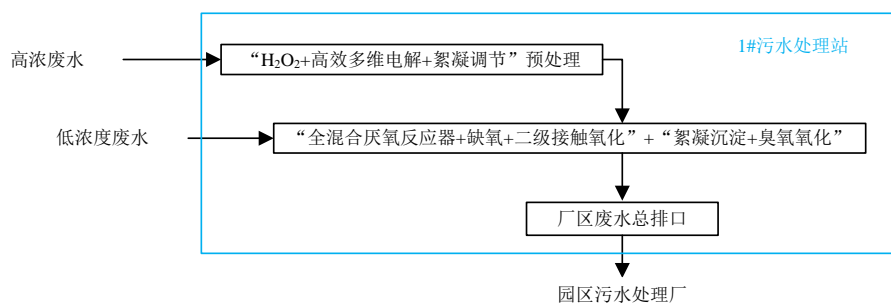 1#污水处理站
高浓废水
“H₂O₂+高效多维电解+絮凝调节”预处理
低浓度废水
“全混合厌氧反应器+缺氧+二级接触氧化”+“絮凝沉淀+臭氧氧化”
厂区废水总排口
园区污水处理厂